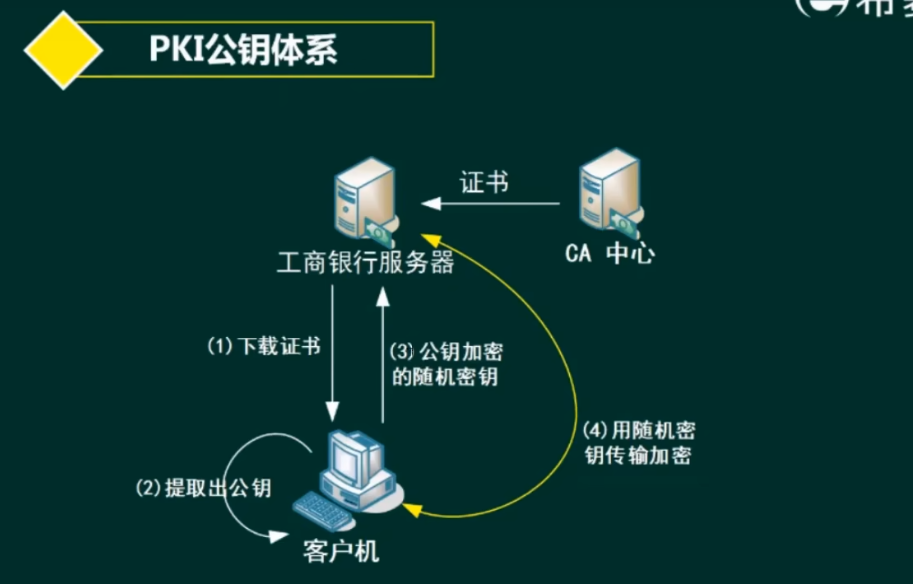 PKI公钥体系
证书
CA 中心
工商银行服务器
(1)下载证书
(3)公钥加密
的随机密钥
(4)用随机密
钥传输加密
(2)提取出公钥
客户机